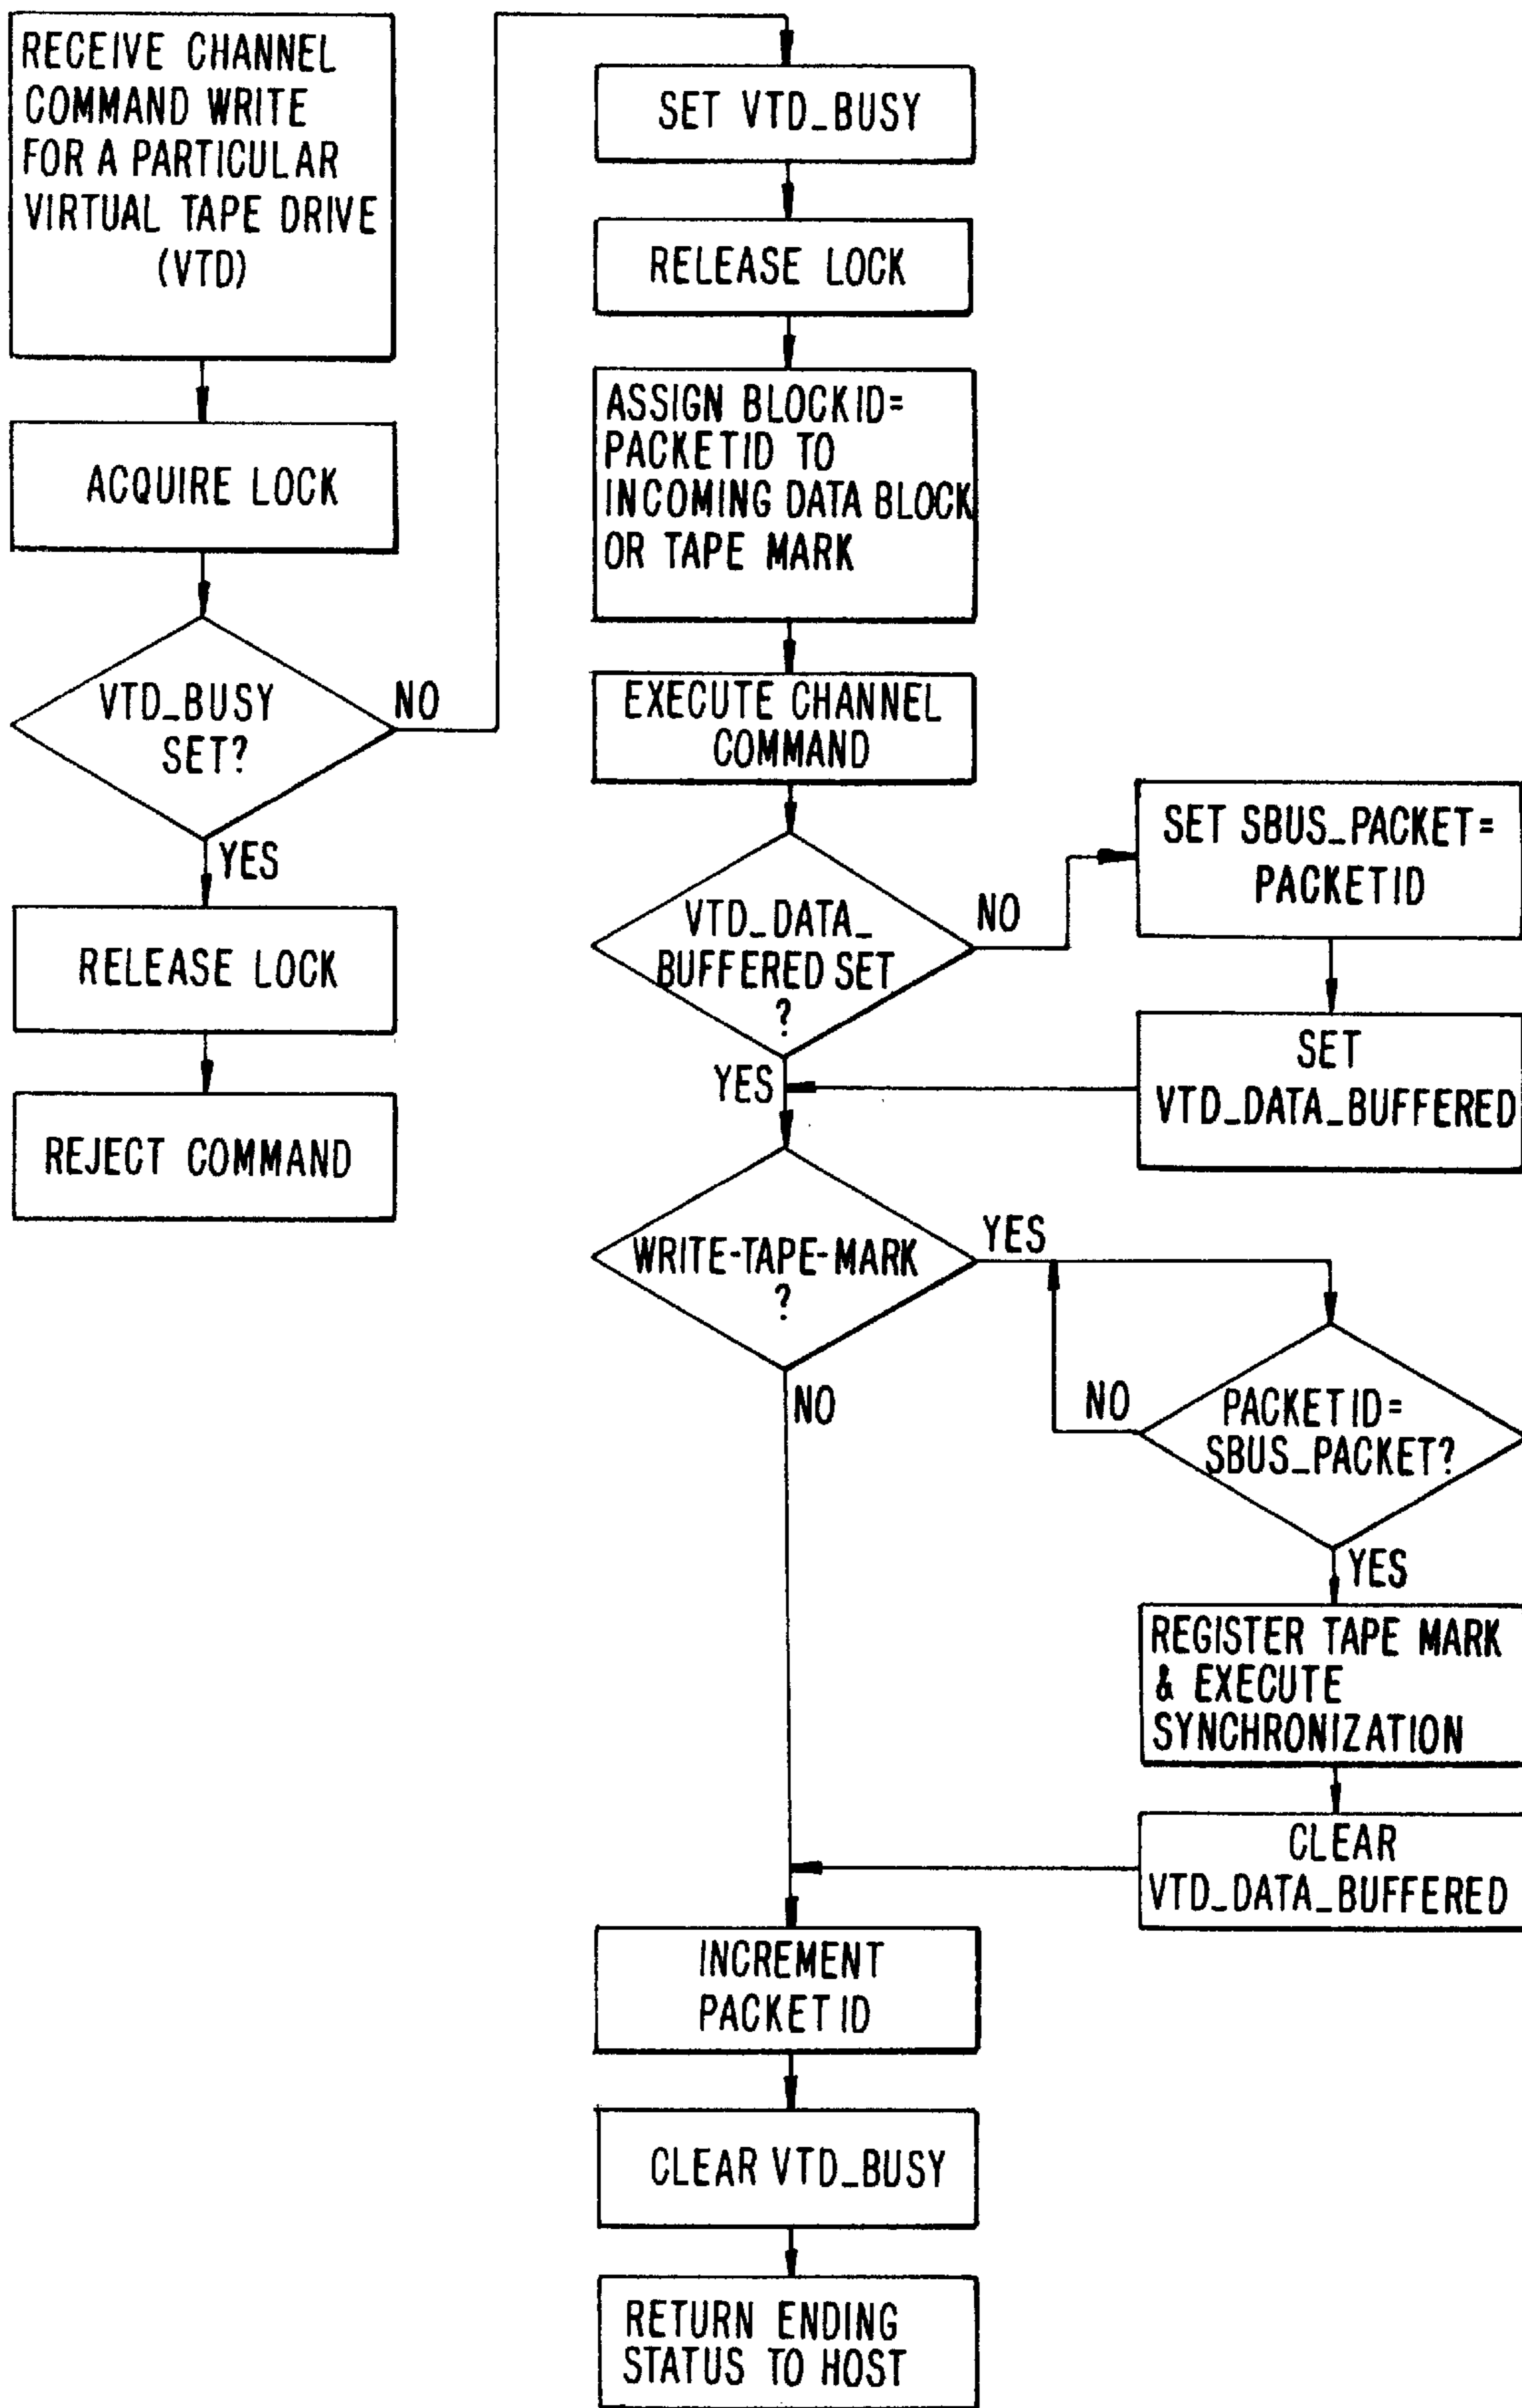 RECEIVE CHANNEL
COMMAND WRITE
FOR A PARTICULAR
VIRTUAL TAPE DRIVE
(VTD)
ACQUIRE LOCK
VTD_BUSY
SET?
NO
YES
RELEASE LOCK
REJECT COMMAND
SET VTD_BUSY
RELEASE LOCK
ASSIGN BLOCKID=
PACKETID TO
INCOMING DATA BLOCK
OR TAPE MARK
EXECUTE CHANNEL
COMMAND
VTD_DATA_
BUFFERED SET
?
NO
SET SBUS_PACKET=
PACKETID
SET
VTD_DATA_BUFFERED
YES
WRITE-TAPE-MARK
?
YES
NO
PACKETID=
SBUS_PACKET?
NO
YES
REGISTER TAPE MARK
& EXECUTE
SYNCHRONIZATION
CLEAR
VTD_DATA_BUFFERED
INCREMENT
PACKET ID
CLEAR VTD_BUSY
RETURN ENDING
STATUS TO HOST